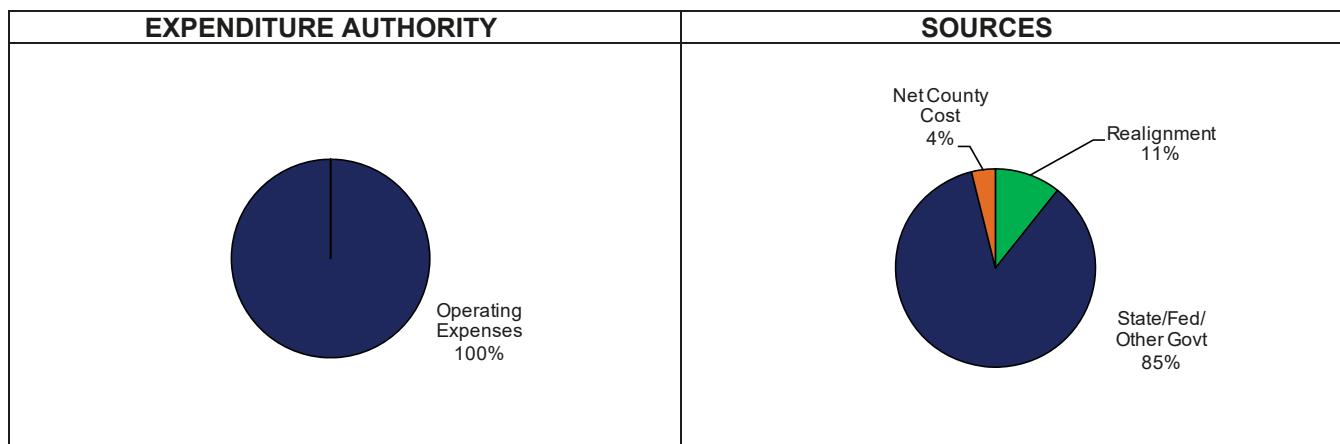 EXPENDITURE AUTHORITY
SOURCES
Operating
Expenses
100%
Net County
Cost
4%
Realignment
11%
State/Fed/
Other Govt
85%